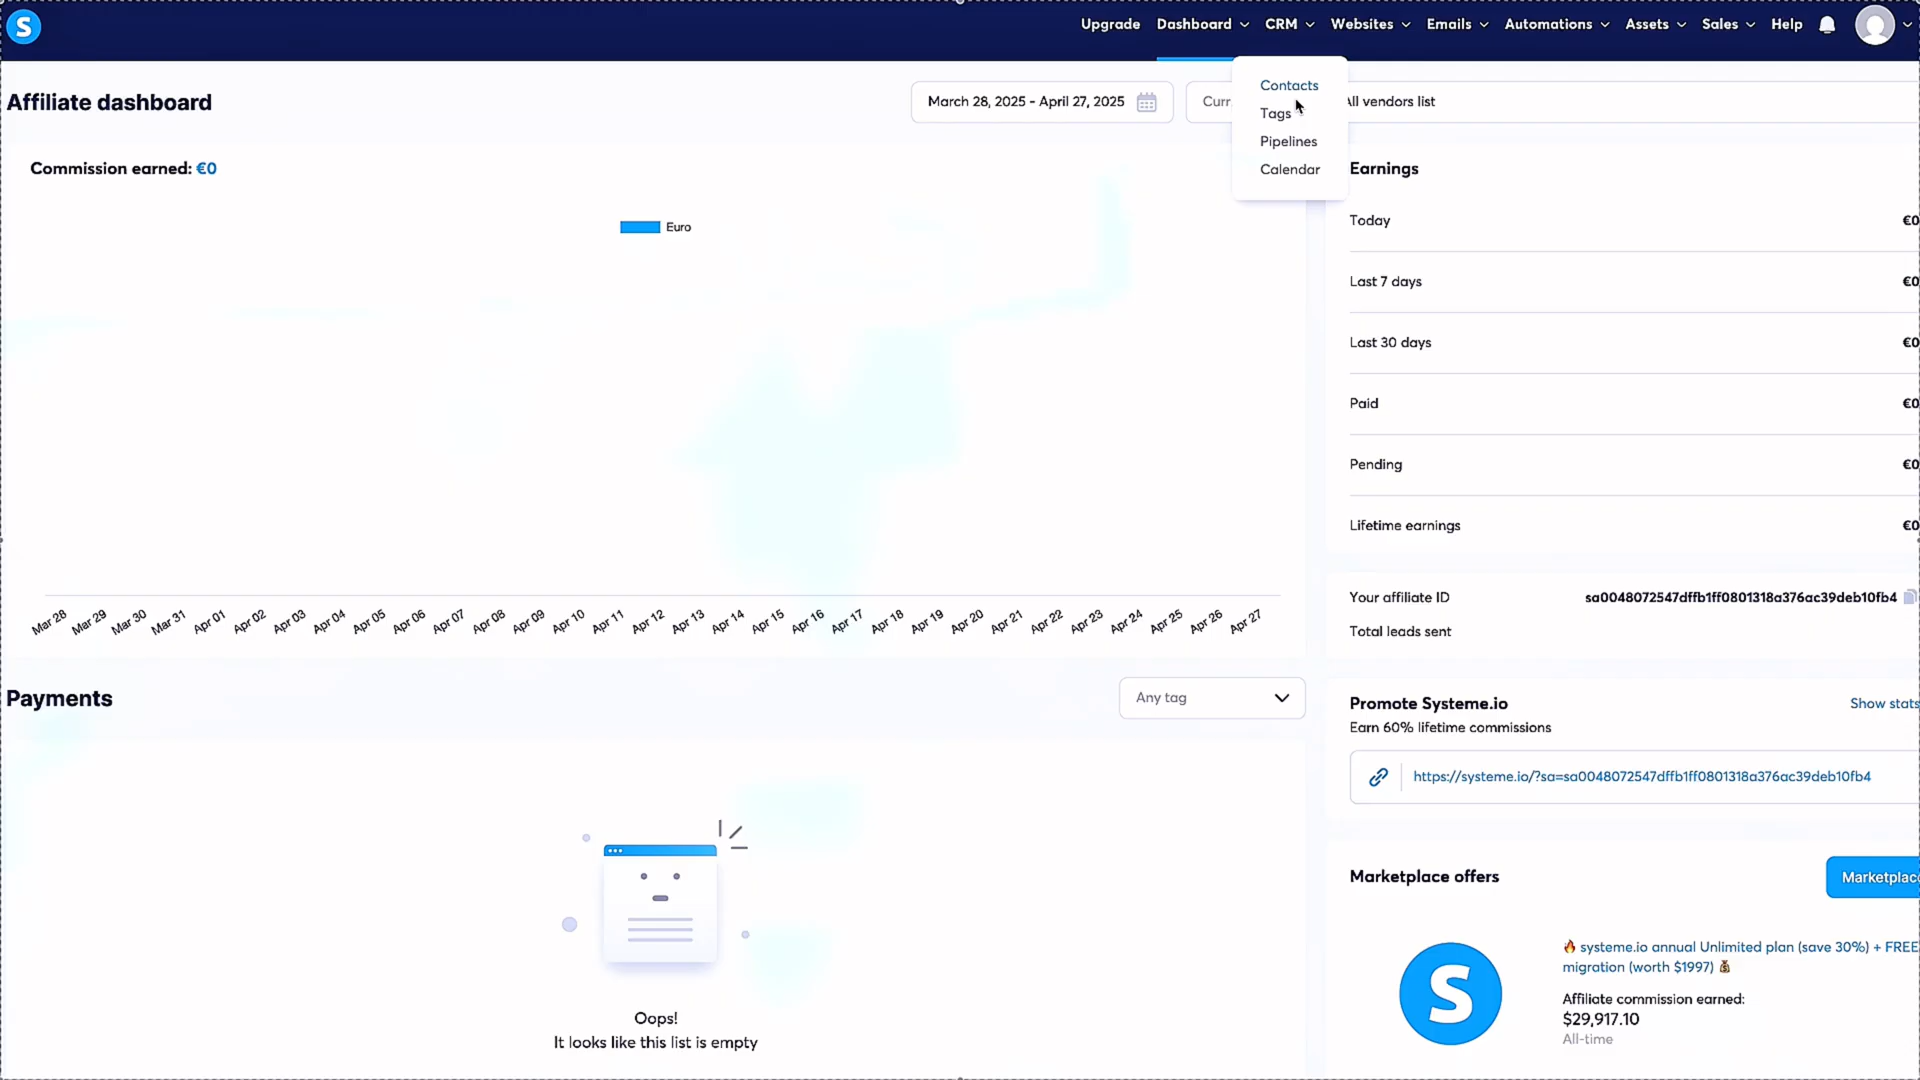 S
Upgrade Dashboard CRM Websites Emails Automations Assets Sales Help
Contacts
Tags
Pipelines
Calendar
Affiliate dashboard
March 28, 2025 - April 27, 2025
Curr
All vendors list
Commission earned: €0
Euro
Mar 28 Mar 29 Mar 30 Mar 31 Apr 01 Apr 02 Apr 03 Apr 04 Apr 05 Apr 06 Apr 07 Apr 08 Apr 09 Apr 10 Apr 11 Apr 12 Apr 13 Apr 14 Apr 15 Apr 16 Apr 17 Apr 18 Apr 19 Apr 20 Apr 21 Apr 22 Apr 23 Apr 24 Apr 25 Apr 26 Apr 27
Earnings
Today €0
Last 7 days €0
Last 30 days €0
Paid €0
Pending €0
Lifetime earnings €0
Your affiliate ID sa0048072547dffb1ff0801318a376ac39deb10fb4
Total leads sent
Payments
Any tag
Oops!
It looks like this list is empty
Promote Systeme.io Show stats
Earn 60% lifetime commissions
https://systeme.io/?sa=sa0048072547dffb1ff0801318a376ac39deb10fb4
Marketplace offers Marketplac
S
🔥 systeme.io annual Unlimited plan (save 30%) + FREE
migration (worth $1997) 💰
Affiliate commission earned:
$29,917.10
All-time